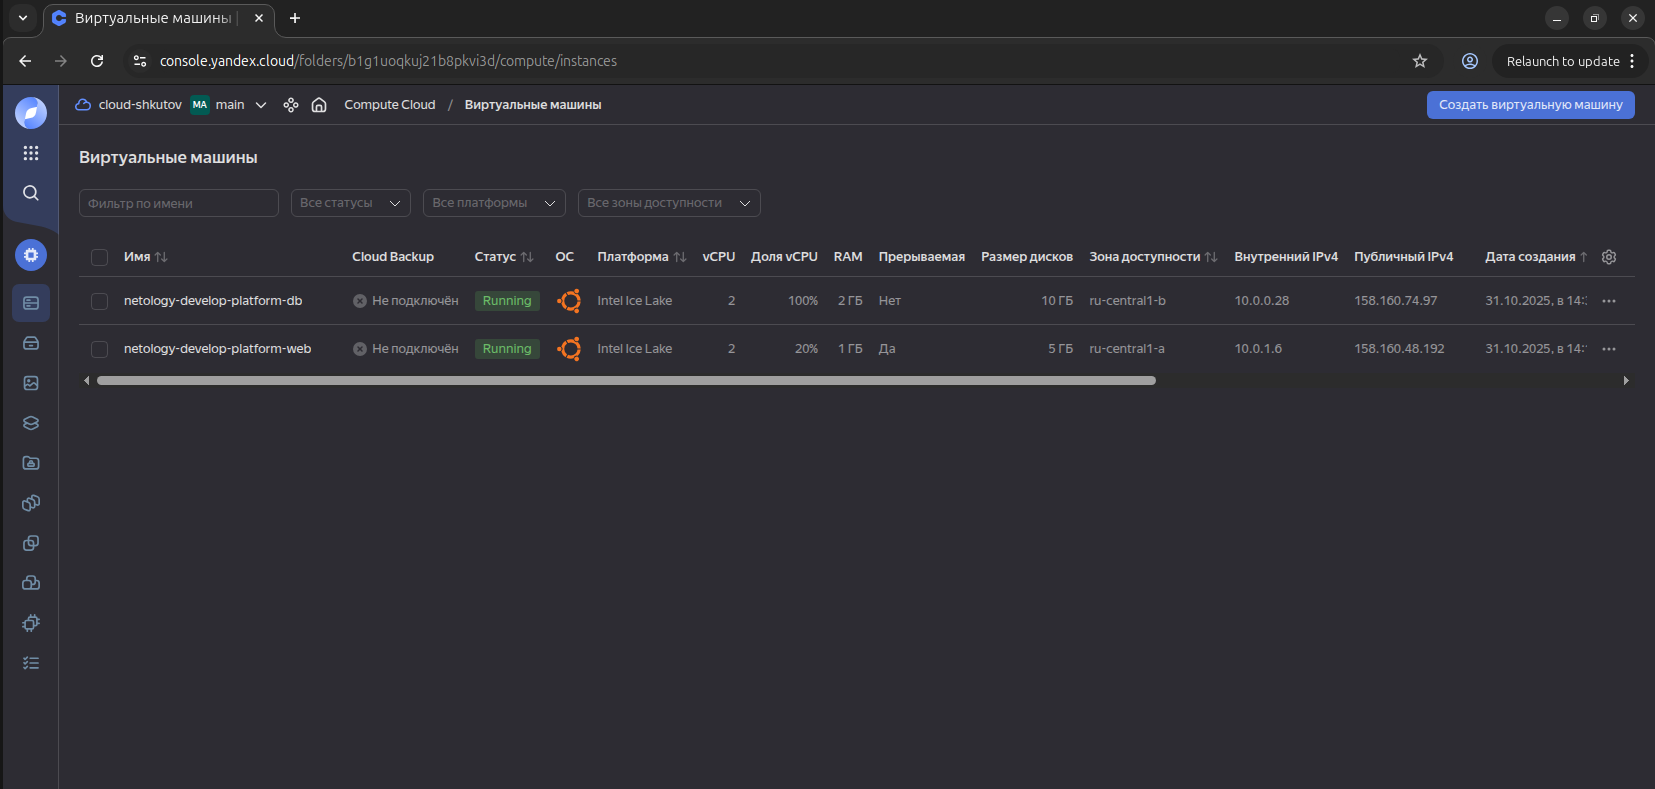 Виртуальные машины
console.yandex.cloud/folders/b1g1uoqkuj21b8pkvi3d/compute/instances
Relaunch to update
cloud-shkutov MA main Compute Cloud / Виртуальные машины
Создать виртуальную машину
Виртуальные машины
Фильтр по имени Все статусы Все платформы Все зоны доступности
Имя Cloud Backup Статус ОС Платформа vCPU Доля vCPU RAM Прерываемая Размер дисков Зона доступности Внутренний IPv4 Публичный IPv4 Дата создания
netology-develop-platform-db Не подключён Running Intel Ice Lake 2 100% 2 ГБ Нет 10 ГБ ru-central1-b 10.0.0.28 158.160.74.97 31.10.2025, в 14:
netology-develop-platform-web Не подключён Running Intel Ice Lake 2 20% 1 ГБ Да 5 ГБ ru-central1-a 10.0.1.6 158.160.48.192 31.10.2025, в 14: